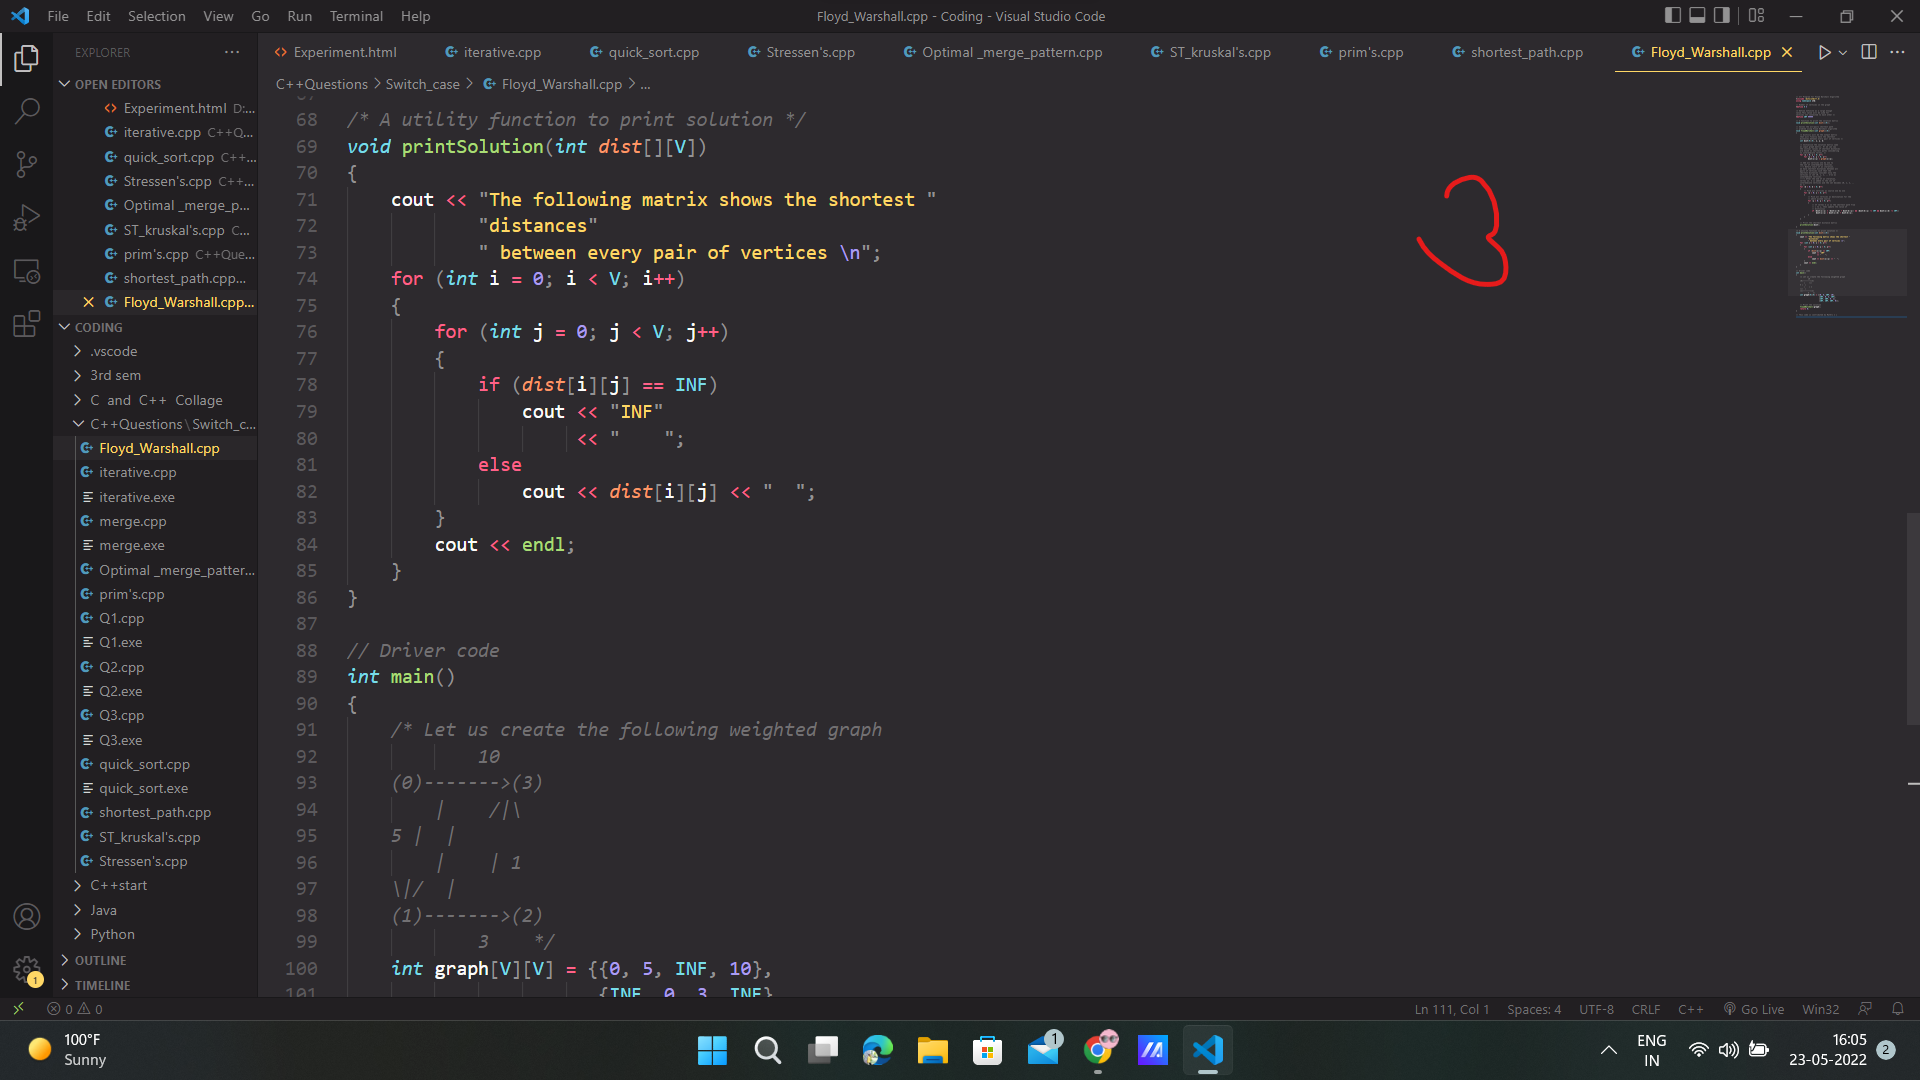 File Edit Selection View Go Run Terminal Help
Floyd_Warshall.cpp - Coding - Visual Studio Code
EXPLORER
Experiment.html iterative.cpp quick_sort.cpp Stressen's.cpp Optimal _merge_pattern.cpp ST_kruskal's.cpp prim's.cpp shortest_path.cpp Floyd_Warshall.cpp
C++Questions > Switch_case > Floyd_Warshall.cpp > ...
OPEN EDITORS
Experiment.html D:...
iterative.cpp C++Q...
quick_sort.cpp C++...
Stressen's.cpp C++...
Optimal _merge_p...
ST_kruskal's.cpp C...
prim's.cpp C++Que...
shortest_path.cpp...
Floyd_Warshall.cpp...
CODING
.vscode
3rd sem
C and C++ Collage
C++Questions\Switch_c...
Floyd_Warshall.cpp
iterative.cpp
iterative.exe
merge.cpp
merge.exe
Optimal _merge_patter...
prim's.cpp
Q1.cpp
Q1.exe
Q2.cpp
Q2.exe
Q3.cpp
Q3.exe
quick_sort.cpp
quick_sort.exe
shortest_path.cpp
ST_kruskal's.cpp
Stressen's.cpp
C++start
Java
Python
OUTLINE
TIMELINE
68 /* A utility function to print solution */
69 void printSolution(int dist[][V])
70 {
71 cout << "The following matrix shows the shortest "
72 "distances"
73 " between every pair of vertices \n";
74 for (int i = 0; i < V; i++)
75 {
76 for (int j = 0; j < V; j++)
77 {
78 if (dist[i][j] == INF)
79 cout << "INF"
80 << "    ";
81 else
82 cout << dist[i][j] << "  ";
83 }
84 cout << endl;
85 }
86 }
87
88 // Driver code
89 int main()
90 {
91 /* Let us create the following weighted graph
92 10
93 (0)------->(3)
94 |    /|\
95 5 |  |
96 |    | 1
97 \|/  |
98 (1)------->(2)
99 3    */
100 int graph[V][V] = {{0, 5, INF, 10},
101 {INF, 0, 3, INF},
3
0 0
Ln 111, Col 1 Spaces: 4 UTF-8 CRLF C++ Go Live Win32
1
100°F
Sunny
1
ENG
IN
16:05
23-05-2022
2